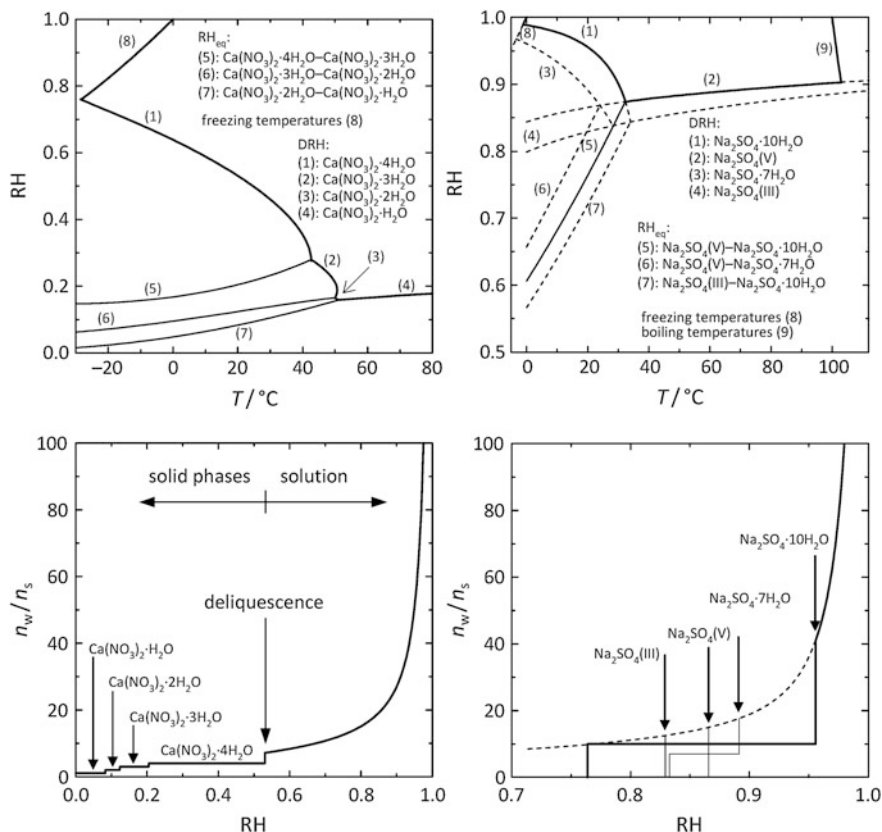 1.0
0.8
0.6
0.4
0.2
0.0
RH
−20
0
20
40
60
80
T / °C
(8)
(1)
(2)
(3)
(4)
(5)
(6)
(7)
RHeq:
(5): Ca(NO₃)₂·4H₂O–Ca(NO₃)₂·3H₂O
(6): Ca(NO₃)₂·3H₂O–Ca(NO₃)₂·2H₂O
(7): Ca(NO₃)₂·2H₂O–Ca(NO₃)₂·H₂O
freezing temperatures (8)
DRH:
(1): Ca(NO₃)₂·4H₂O
(2): Ca(NO₃)₂·3H₂O
(3): Ca(NO₃)₂·2H₂O
(4): Ca(NO₃)₂·H₂O
1.0
0.9
0.8
0.7
0.6
0.5
RH
0
20
40
60
80
100
T / °C
(8)
(1)
(9)
(3)
(2)
(4)
(5)
(6)
(7)
DRH:
(1): Na₂SO₄·10H₂O
(2): Na₂SO₄(V)
(3): Na₂SO₄·7H₂O
(4): Na₂SO₄(III)
RHeq:
(5): Na₂SO₄(V)–Na₂SO₄·10H₂O
(6): Na₂SO₄(V)–Na₂SO₄·7H₂O
(7): Na₂SO₄(III)–Na₂SO₄·10H₂O
freezing temperatures (8)
boiling temperatures (9)
100
80
60
40
20
0
nw/ns
0.0
0.2
0.4
0.6
0.8
1.0
RH
solid phases
solution
deliquescence
Ca(NO₃)₂·H₂O
Ca(NO₃)₂·2H₂O
Ca(NO₃)₂·3H₂O
Ca(NO₃)₂·4H₂O
100
80
60
40
20
0
nw/ns
0.7
0.8
0.9
1.0
RH
Na₂SO₄·10H₂O
Na₂SO₄·7H₂O
Na₂SO₄(V)
Na₂SO₄(III)